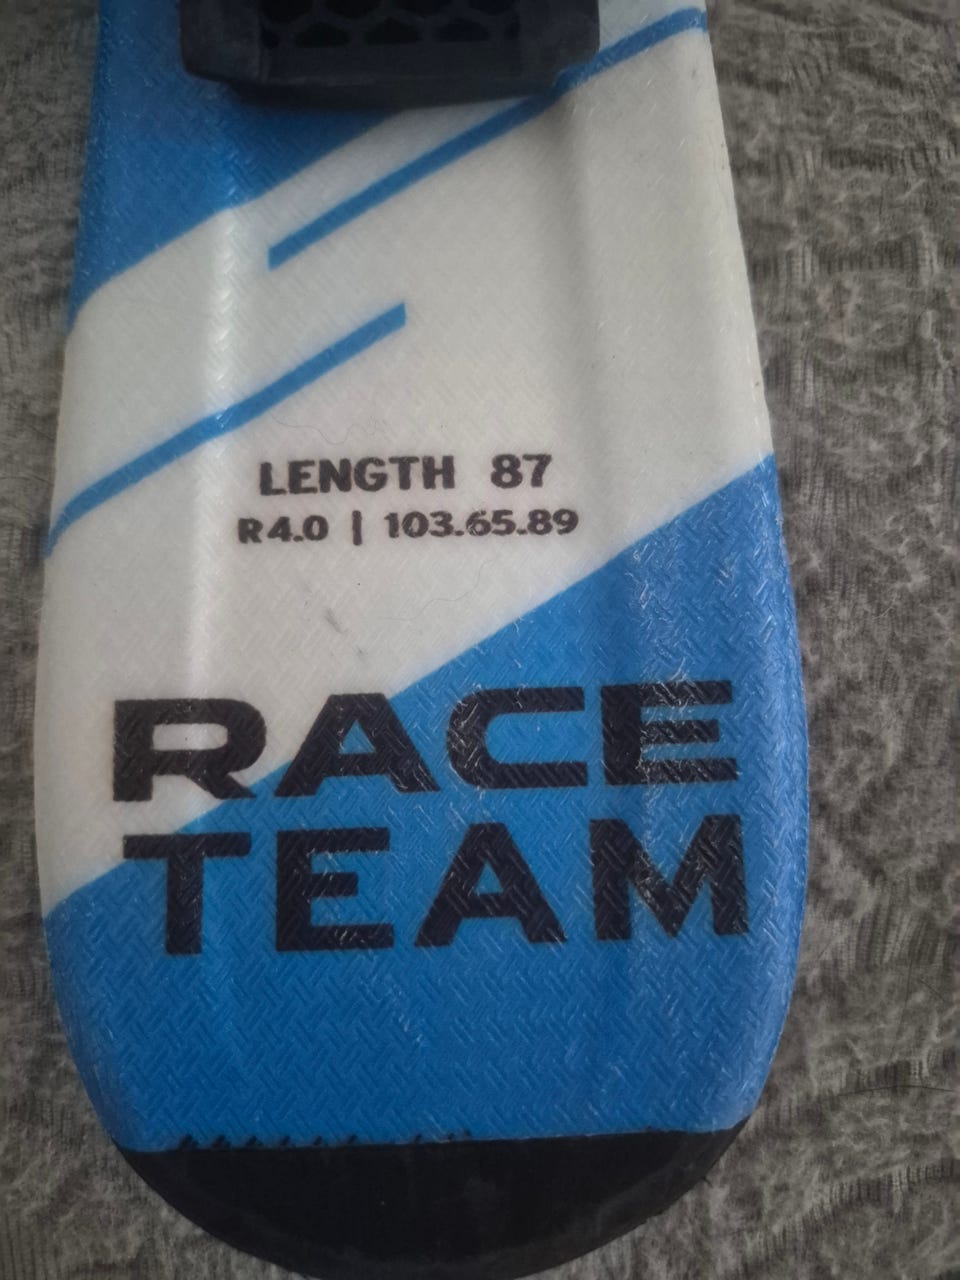 LENGTH 87
R4.0 | 103.65.89
RACE
TEAM